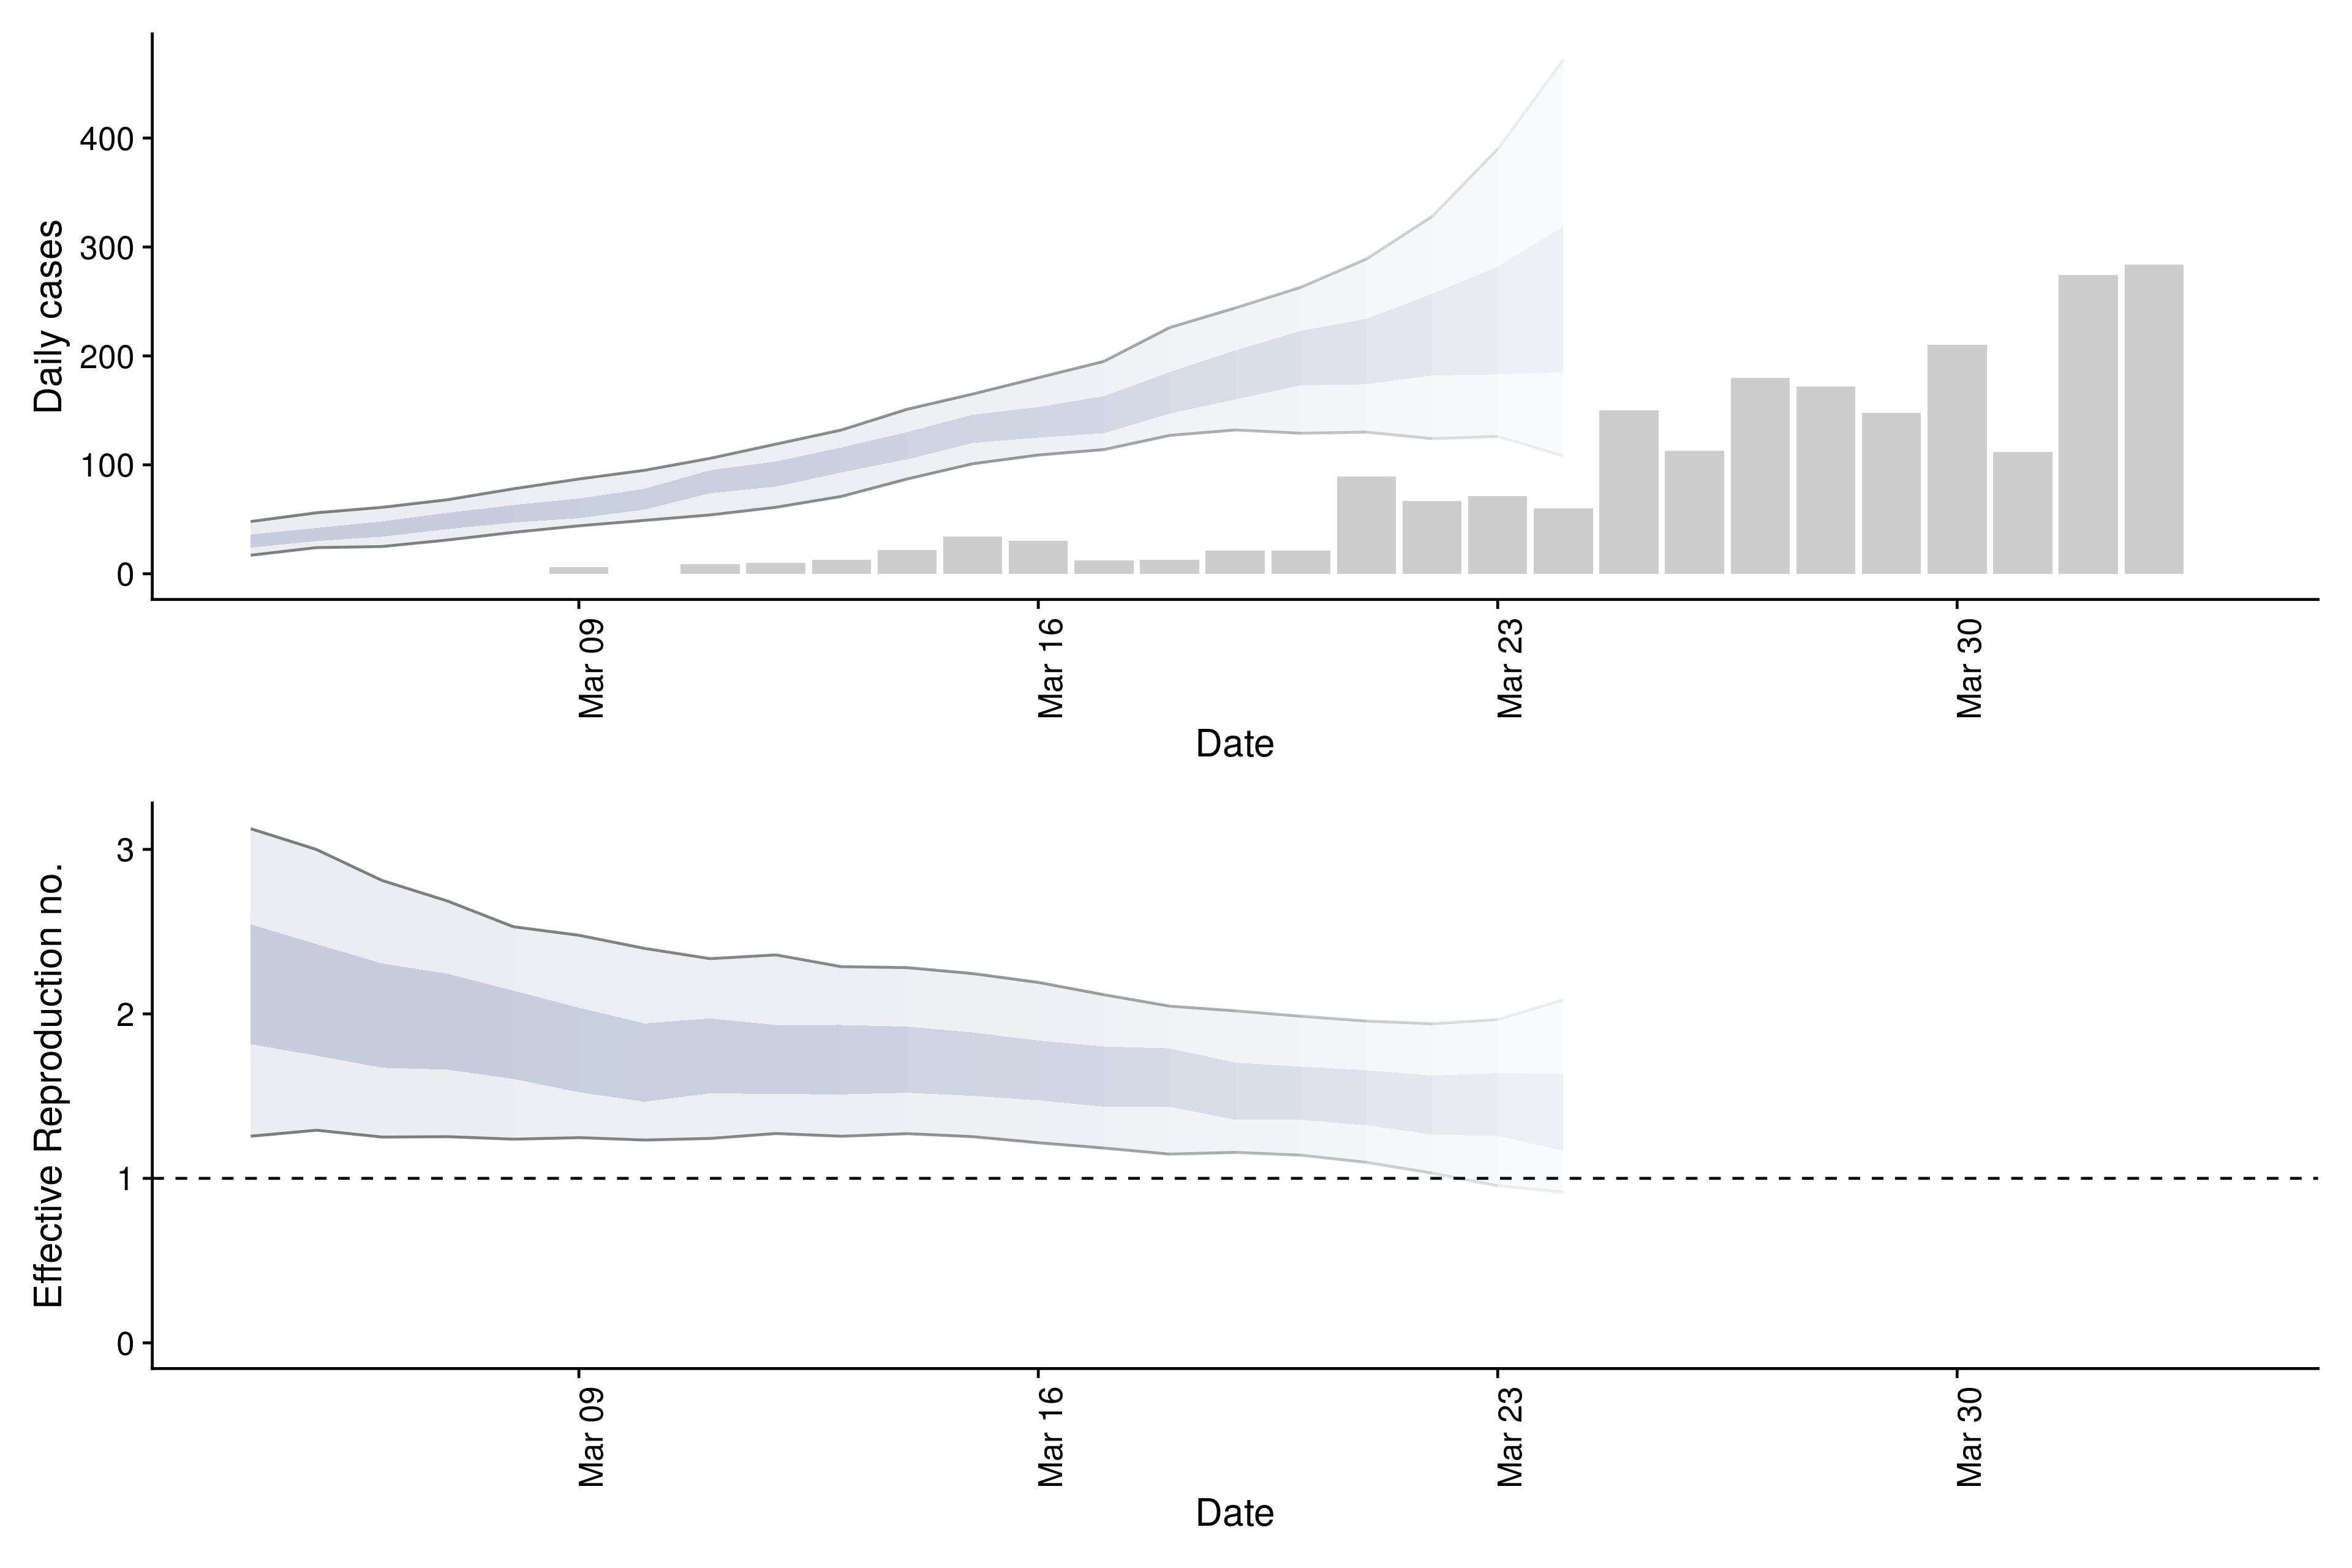 Daily cases
400
300
200
100
0
Mar 09
Mar 16
Mar 23
Mar 30
Date
Effective Reproduction no.
3
2
1
0
Mar 09
Mar 16
Mar 23
Mar 30
Date